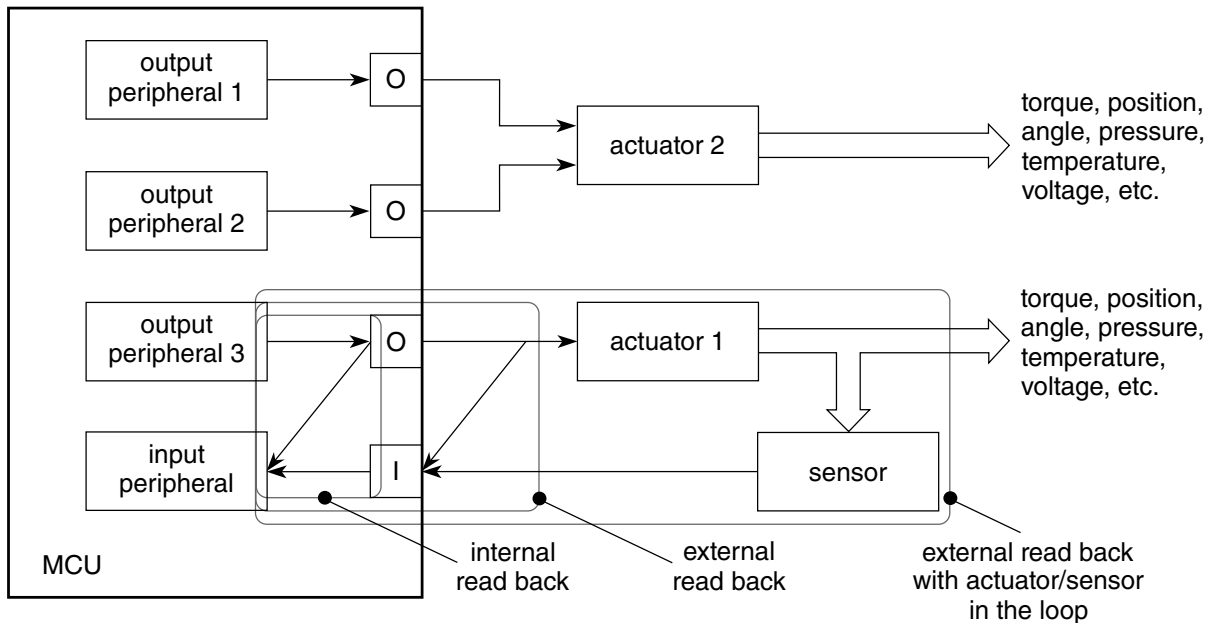 output
peripheral 1
O
actuator 2
torque, position,
angle, pressure,
temperature,
voltage, etc.
output
peripheral 2
O
output
peripheral 3
O
actuator 1
torque, position,
angle, pressure,
temperature,
voltage, etc.
input
peripheral
I
sensor
MCU
internal
read back
external
read back
external read back
with actuator/sensor
in the loop